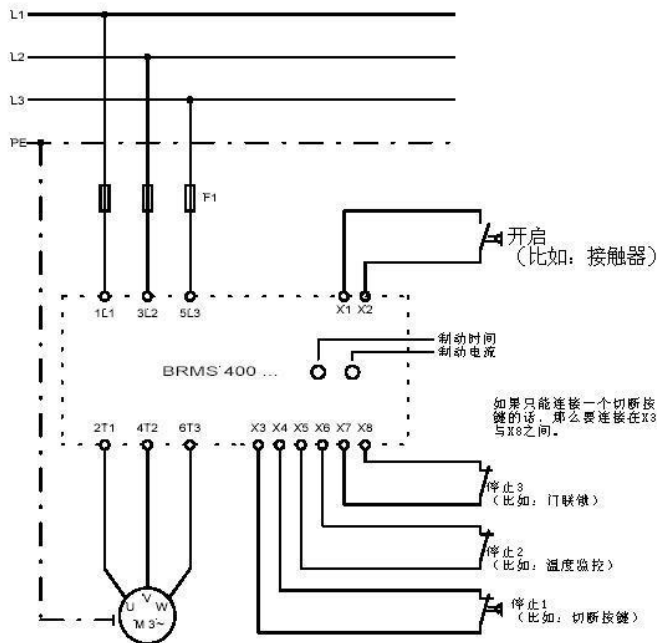 L1
L2
L3
PE
F1
开启
（比如：接触器）
1L1 3L2 5L3 X1 X2
制动时间
制动电流
BRMS 400 ...
如果只能连接一个切断按
键的话，那么要连接在X3
与X8之间。
2T1 4T2 6T3 X3 X4 X5 X6 X7 X8
停止3
（比如：门联锁）
停止2
（比如：温度监控）
U V W
M 3~
停止1
（比如：切断按键）